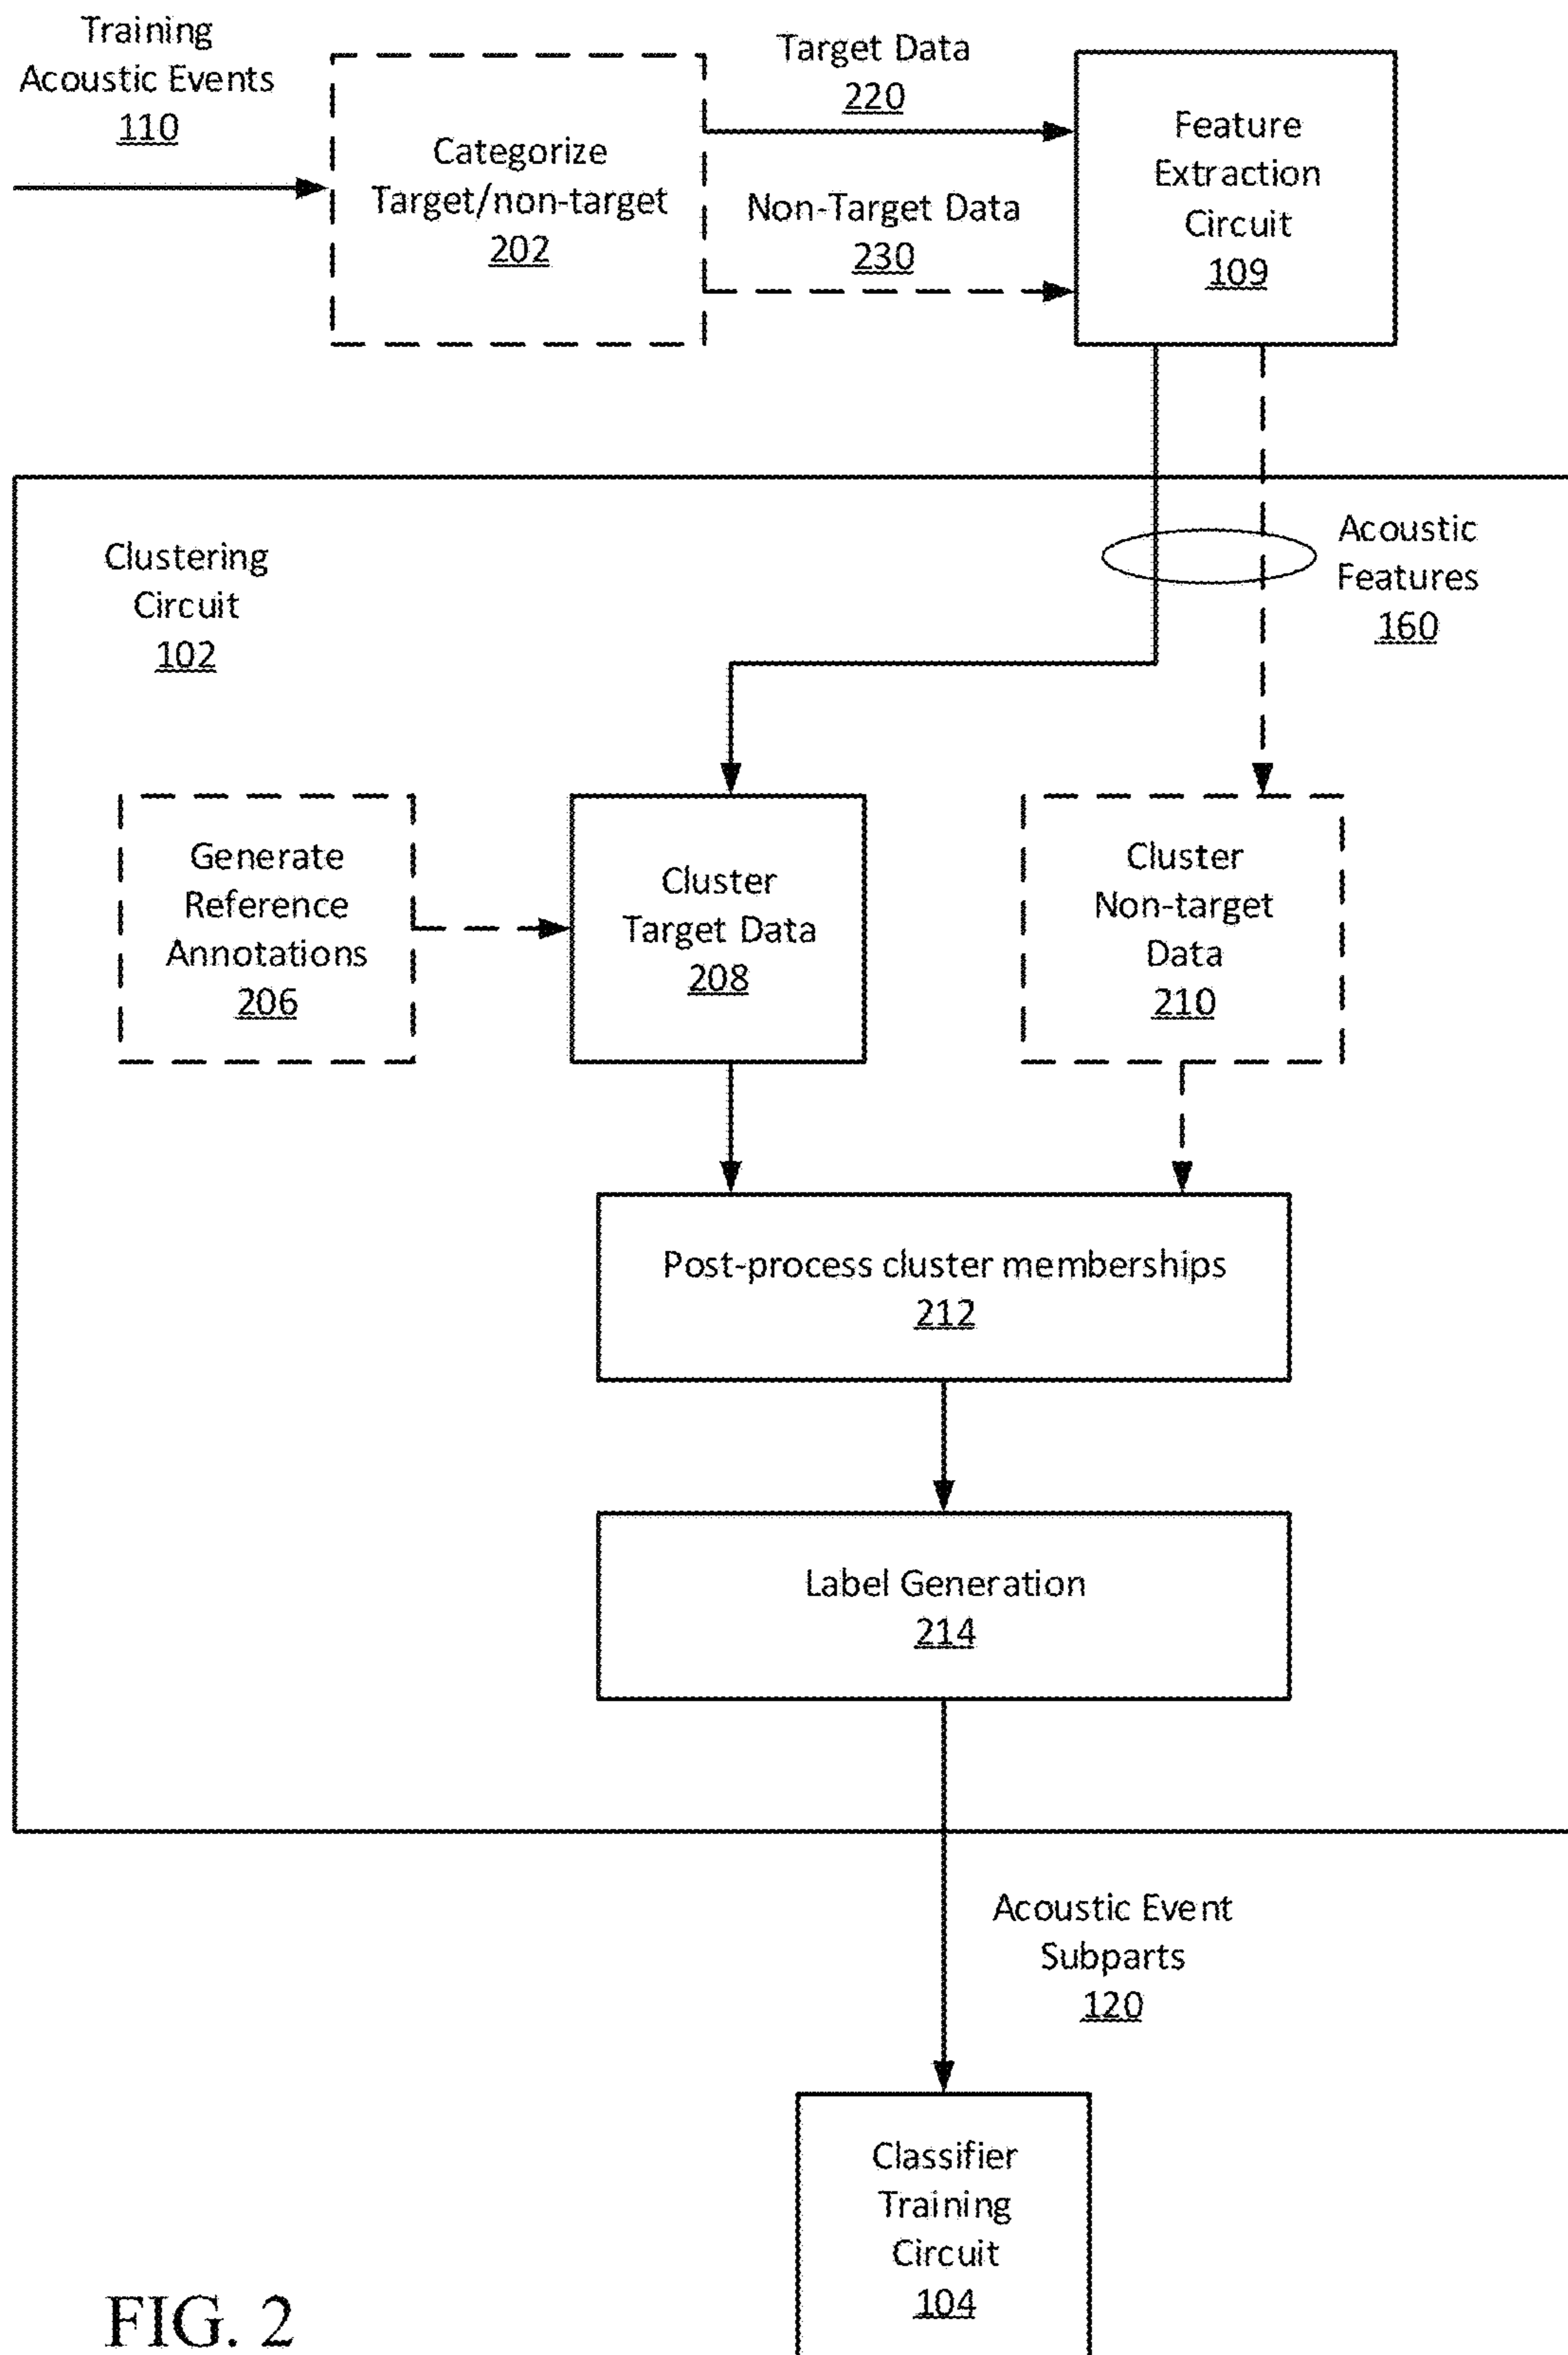 Training
Acoustic Events
110
Categorize
Target/non-target
202
Target Data
220
Non-Target Data
230
Feature
Extraction
Circuit
109
Clustering
Circuit
102
Acoustic
Features
160
Generate
Reference
Annotations
206
Cluster
Target Data
208
Cluster
Non-target
Data
210
Post-process cluster memberships
212
Label Generation
214
Acoustic Event
Subparts
120
Classifier
Training
Circuit
104
FIG. 2